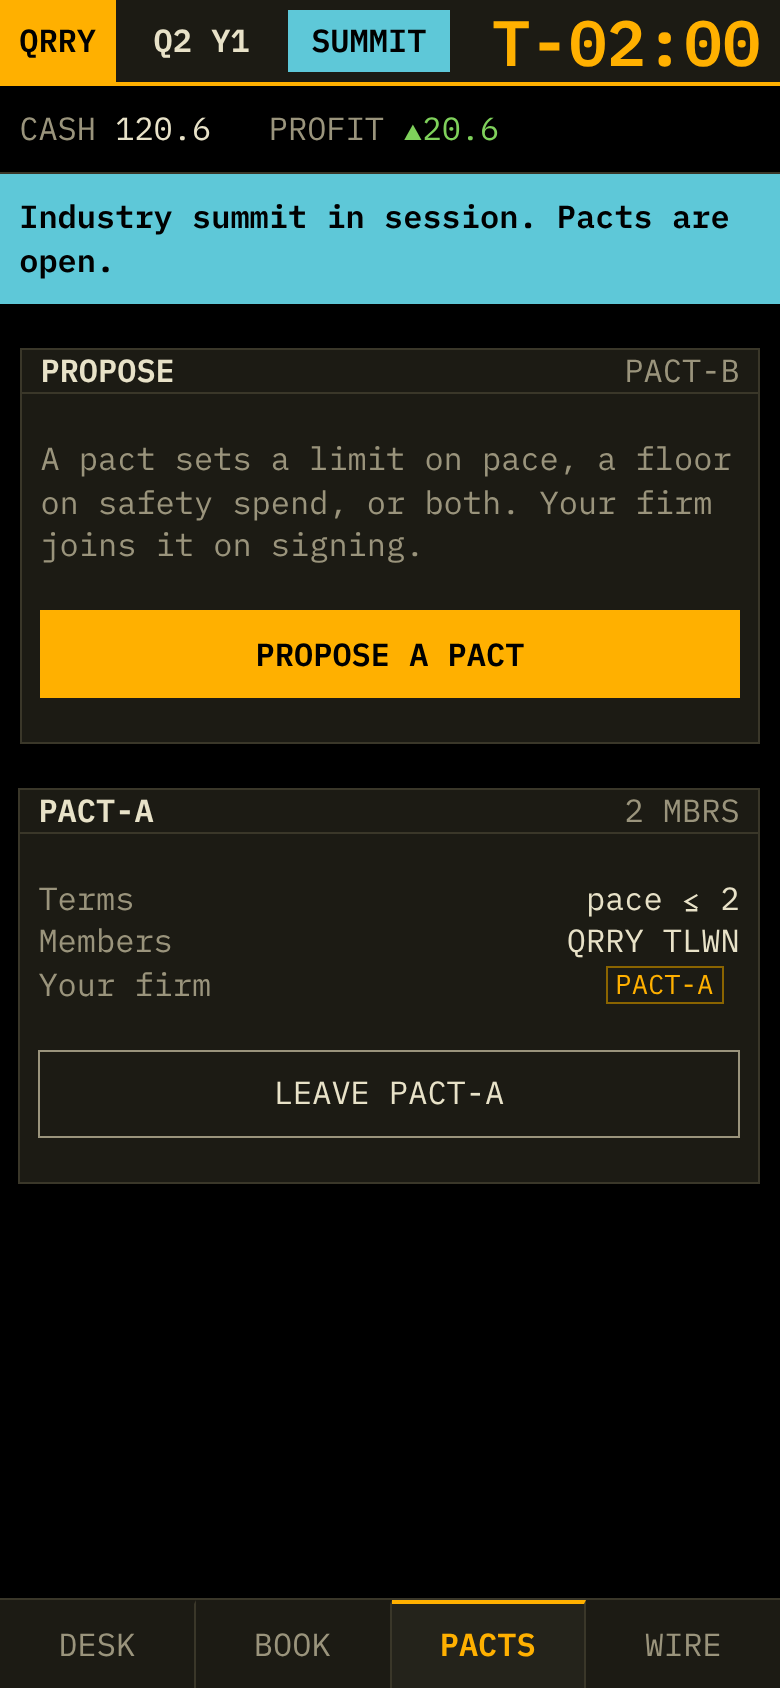 QRRY Q2 Y1 SUMMIT T-02:00
CASH 120.6 PROFIT ▲20.6
Industry summit in session. Pacts are
open.
PROPOSE PACT-B
A pact sets a limit on pace, a floor
on safety spend, or both. Your firm
joins it on signing.
PROPOSE A PACT
PACT-A 2 MBRS
Terms pace ≤ 2
Members QRRY TLWN
Your firm PACT-A
LEAVE PACT-A
DESK BOOK PACTS WIRE